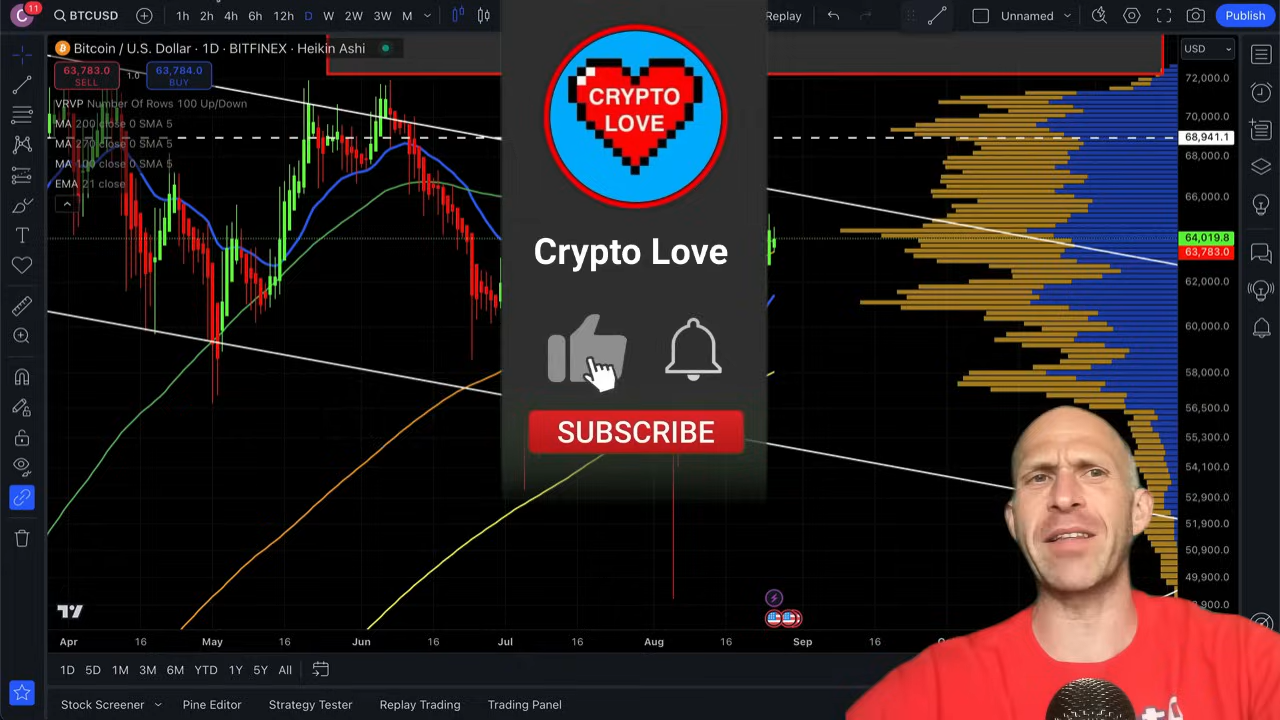 11
BTCUSD
1h 2h 4h 6h 12h D W 2W 3W M
Replay
Unnamed
Publish
Bitcoin / U.S. Dollar · 1D · BITFINEX · Heikin Ashi
USD
63,783.0
SELL
1.0
63,784.0
BUY
VRVP Number Of Rows 100 Up/Down
MA 200 close 0 SMA 5
MA 270 close 0 SMA 5
MA 100 close 0 SMA 5
EMA 21 close
CRYPTO
LOVE
Crypto Love
SUBSCRIBE
72,000.0
70,000.0
68,941.1
68,000.0
66,000.0
64,019.8
63,783.0
62,000.0
60,000.0
58,000.0
56,500.0
55,300.0
54,100.0
52,900.0
51,900.0
50,900.0
49,900.0
Apr 16 May 16 Jun 16 Jul 16 Aug 16 Sep 16
1D 5D 1M 3M 6M YTD 1Y 5Y All
Stock Screener Pine Editor Strategy Tester Replay Trading Trading Panel